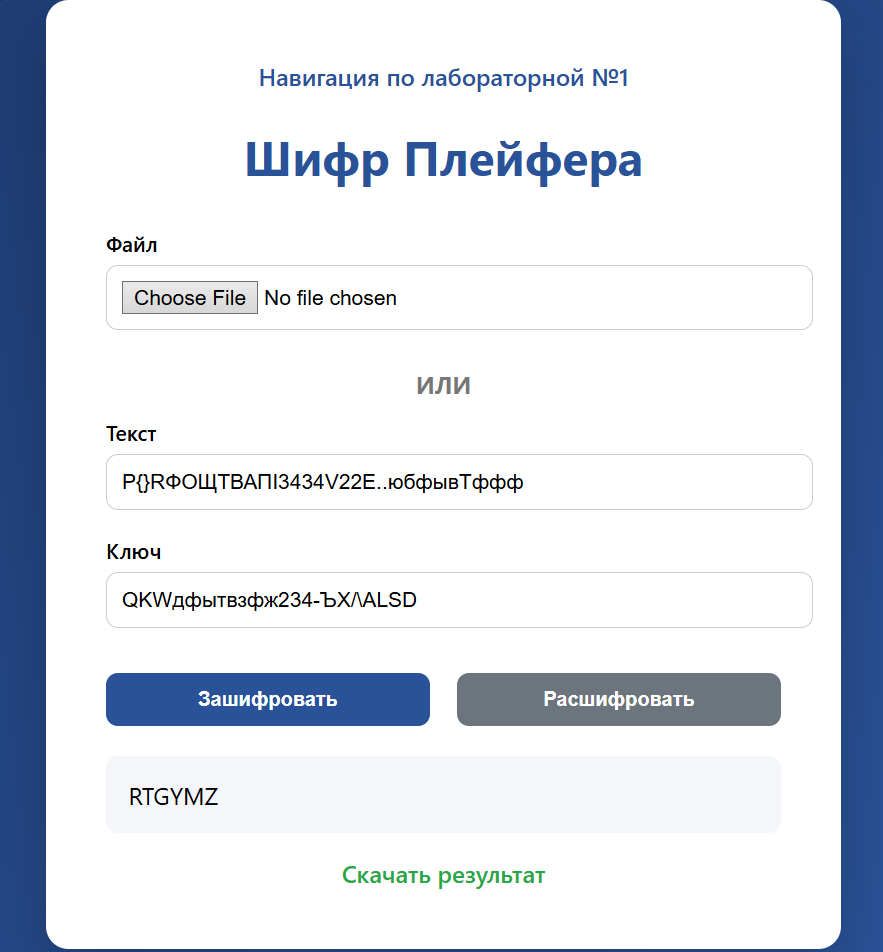 Навигация по лабораторной №1
Шифр Плейфера
Файл
Choose File No file chosen
ИЛИ
Текст
P{}RФОЩТВАПI3434V22E..юбфывТффф
Ключ
QKWдфытвзфж234-ЪХ/\ALSD
Зашифровать Расшифровать
RTGYMZ
Скачать результат